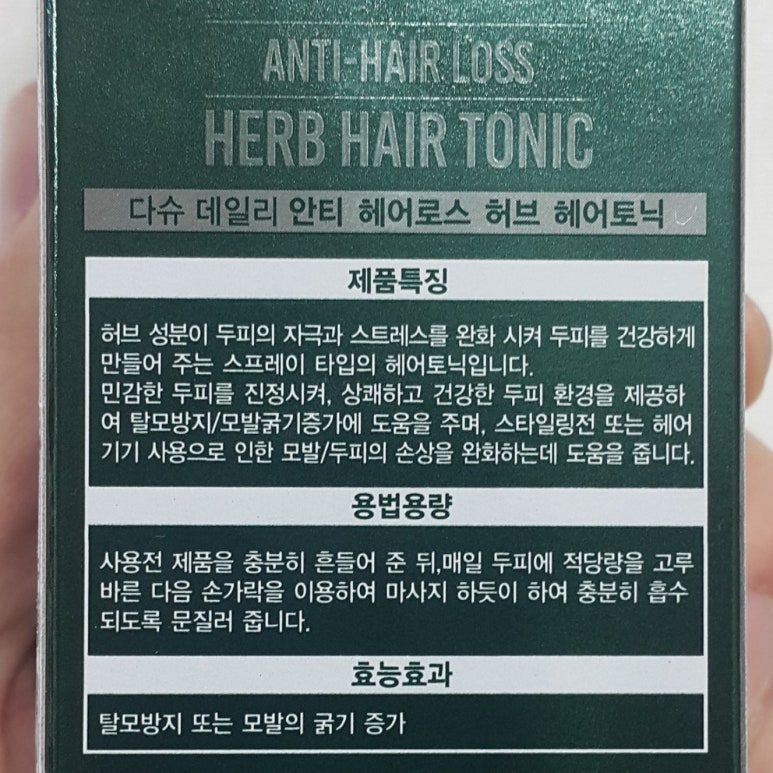 ANTI-HAIR LOSS
HERB HAIR TONIC
다슈 데일리 안티 헤어로스 허브 헤어토닉
제품특징
허브 성분이 두피의 자극과 스트레스를 완화 시켜 두피를 건강하게
만들어 주는 스프레이 타입의 헤어토닉입니다.
민감한 두피를 진정시켜, 상쾌하고 건강한 두피 환경을 제공하
여 탈모방지/모발굵기증가에 도움을 주며, 스타일링전 또는 헤어
기기 사용으로 인한 모발/두피의 손상을 완화하는데 도움을 줍니다.
용법용량
사용전 제품을 충분히 흔들어 준 뒤,매일 두피에 적당량을 고루
바른 다음 손가락을 이용하여 마사지 하듯이 하여 충분히 흡수
되도록 문질러 줍니다.
효능효과
탈모방지 또는 모발의 굵기 증가